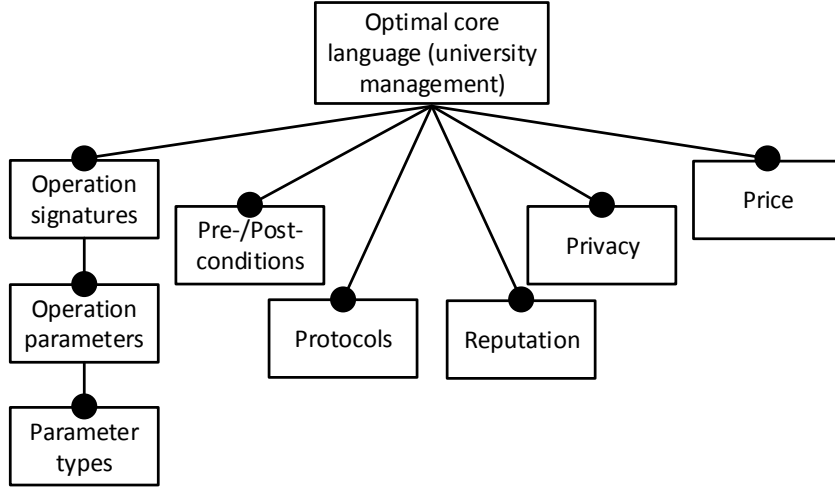 Optimal core
language (university
management)
Operation
signatures
Pre-/Post-
conditions
Privacy
Price
Operation
parameters
Protocols
Reputation
Parameter
types